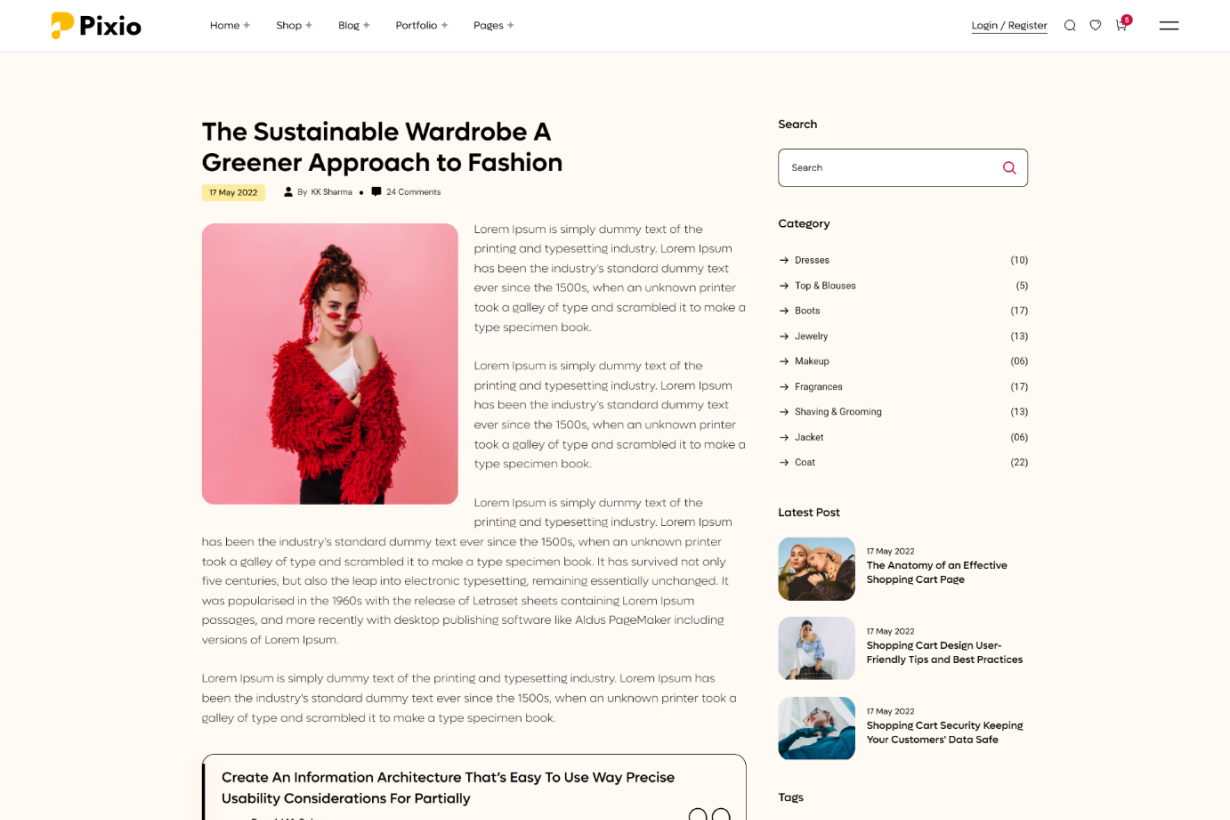 Pixio
Home +
Shop +
Blog +
Portfolio +
Pages +
Login / Register
6
The Sustainable Wardrobe A
Greener Approach to Fashion
17 May 2022
By KK Sharma
24 Comments
Lorem Ipsum is simply dummy text of the
printing and typesetting industry. Lorem Ipsum
has been the industry's standard dummy text
ever since the 1500s, when an unknown printer
took a galley of type and scrambled it to make a
type specimen book.
Lorem Ipsum is simply dummy text of the
printing and typesetting industry. Lorem Ipsum
has been the industry's standard dummy text
ever since the 1500s, when an unknown printer
took a galley of type and scrambled it to make a
type specimen book.
Lorem Ipsum is simply dummy text of the
printing and typesetting industry. Lorem Ipsum
has been the industry's standard dummy text ever since the 1500s, when an unknown printer
took a galley of type and scrambled it to make a type specimen book. It has survived not only
five centuries, but also the leap into electronic typesetting, remaining essentially unchanged. It
was popularised in the 1960s with the release of Letraset sheets containing Lorem Ipsum
passages, and more recently with desktop publishing software like Aldus PageMaker including
versions of Lorem Ipsum.
Lorem Ipsum is simply dummy text of the printing and typesetting industry. Lorem Ipsum has
been the industry's standard dummy text ever since the 1500s, when an unknown printer took a
galley of type and scrambled it to make a type specimen book.
Create An Information Architecture That's Easy To Use Way Precise
Usability Considerations For Partially
Search
Search
Category
Dresses (10)
Top & Blouses (5)
Boots (17)
Jewelry (13)
Makeup (06)
Fragrances (17)
Shaving & Grooming (13)
Jacket (06)
Coat (22)
Latest Post
17 May 2022
The Anatomy of an Effective
Shopping Cart Page
17 May 2022
Shopping Cart Design User-
Friendly Tips and Best Practices
17 May 2022
Shopping Cart Security Keeping
Your Customers' Data Safe
Tags